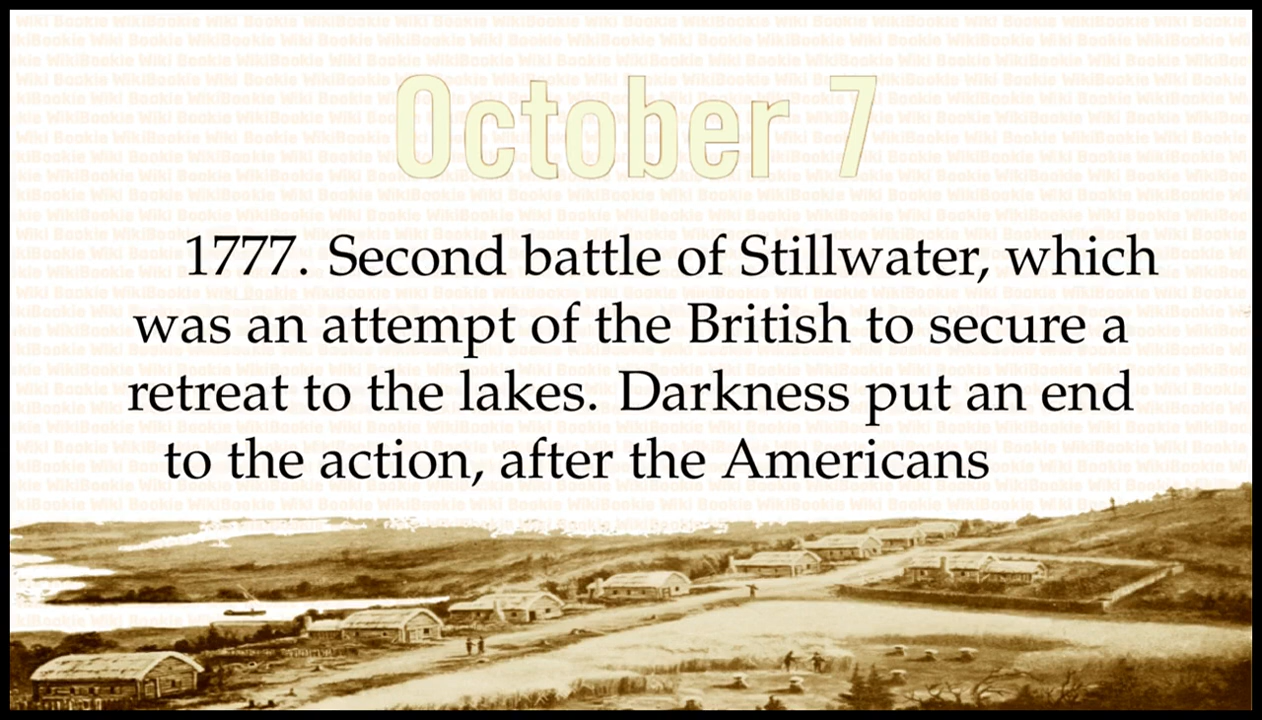 October 7
1777. Second battle of Stillwater, which
was an attempt of the British to secure a
retreat to the lakes. Darkness put an end
to the action, after the Americans